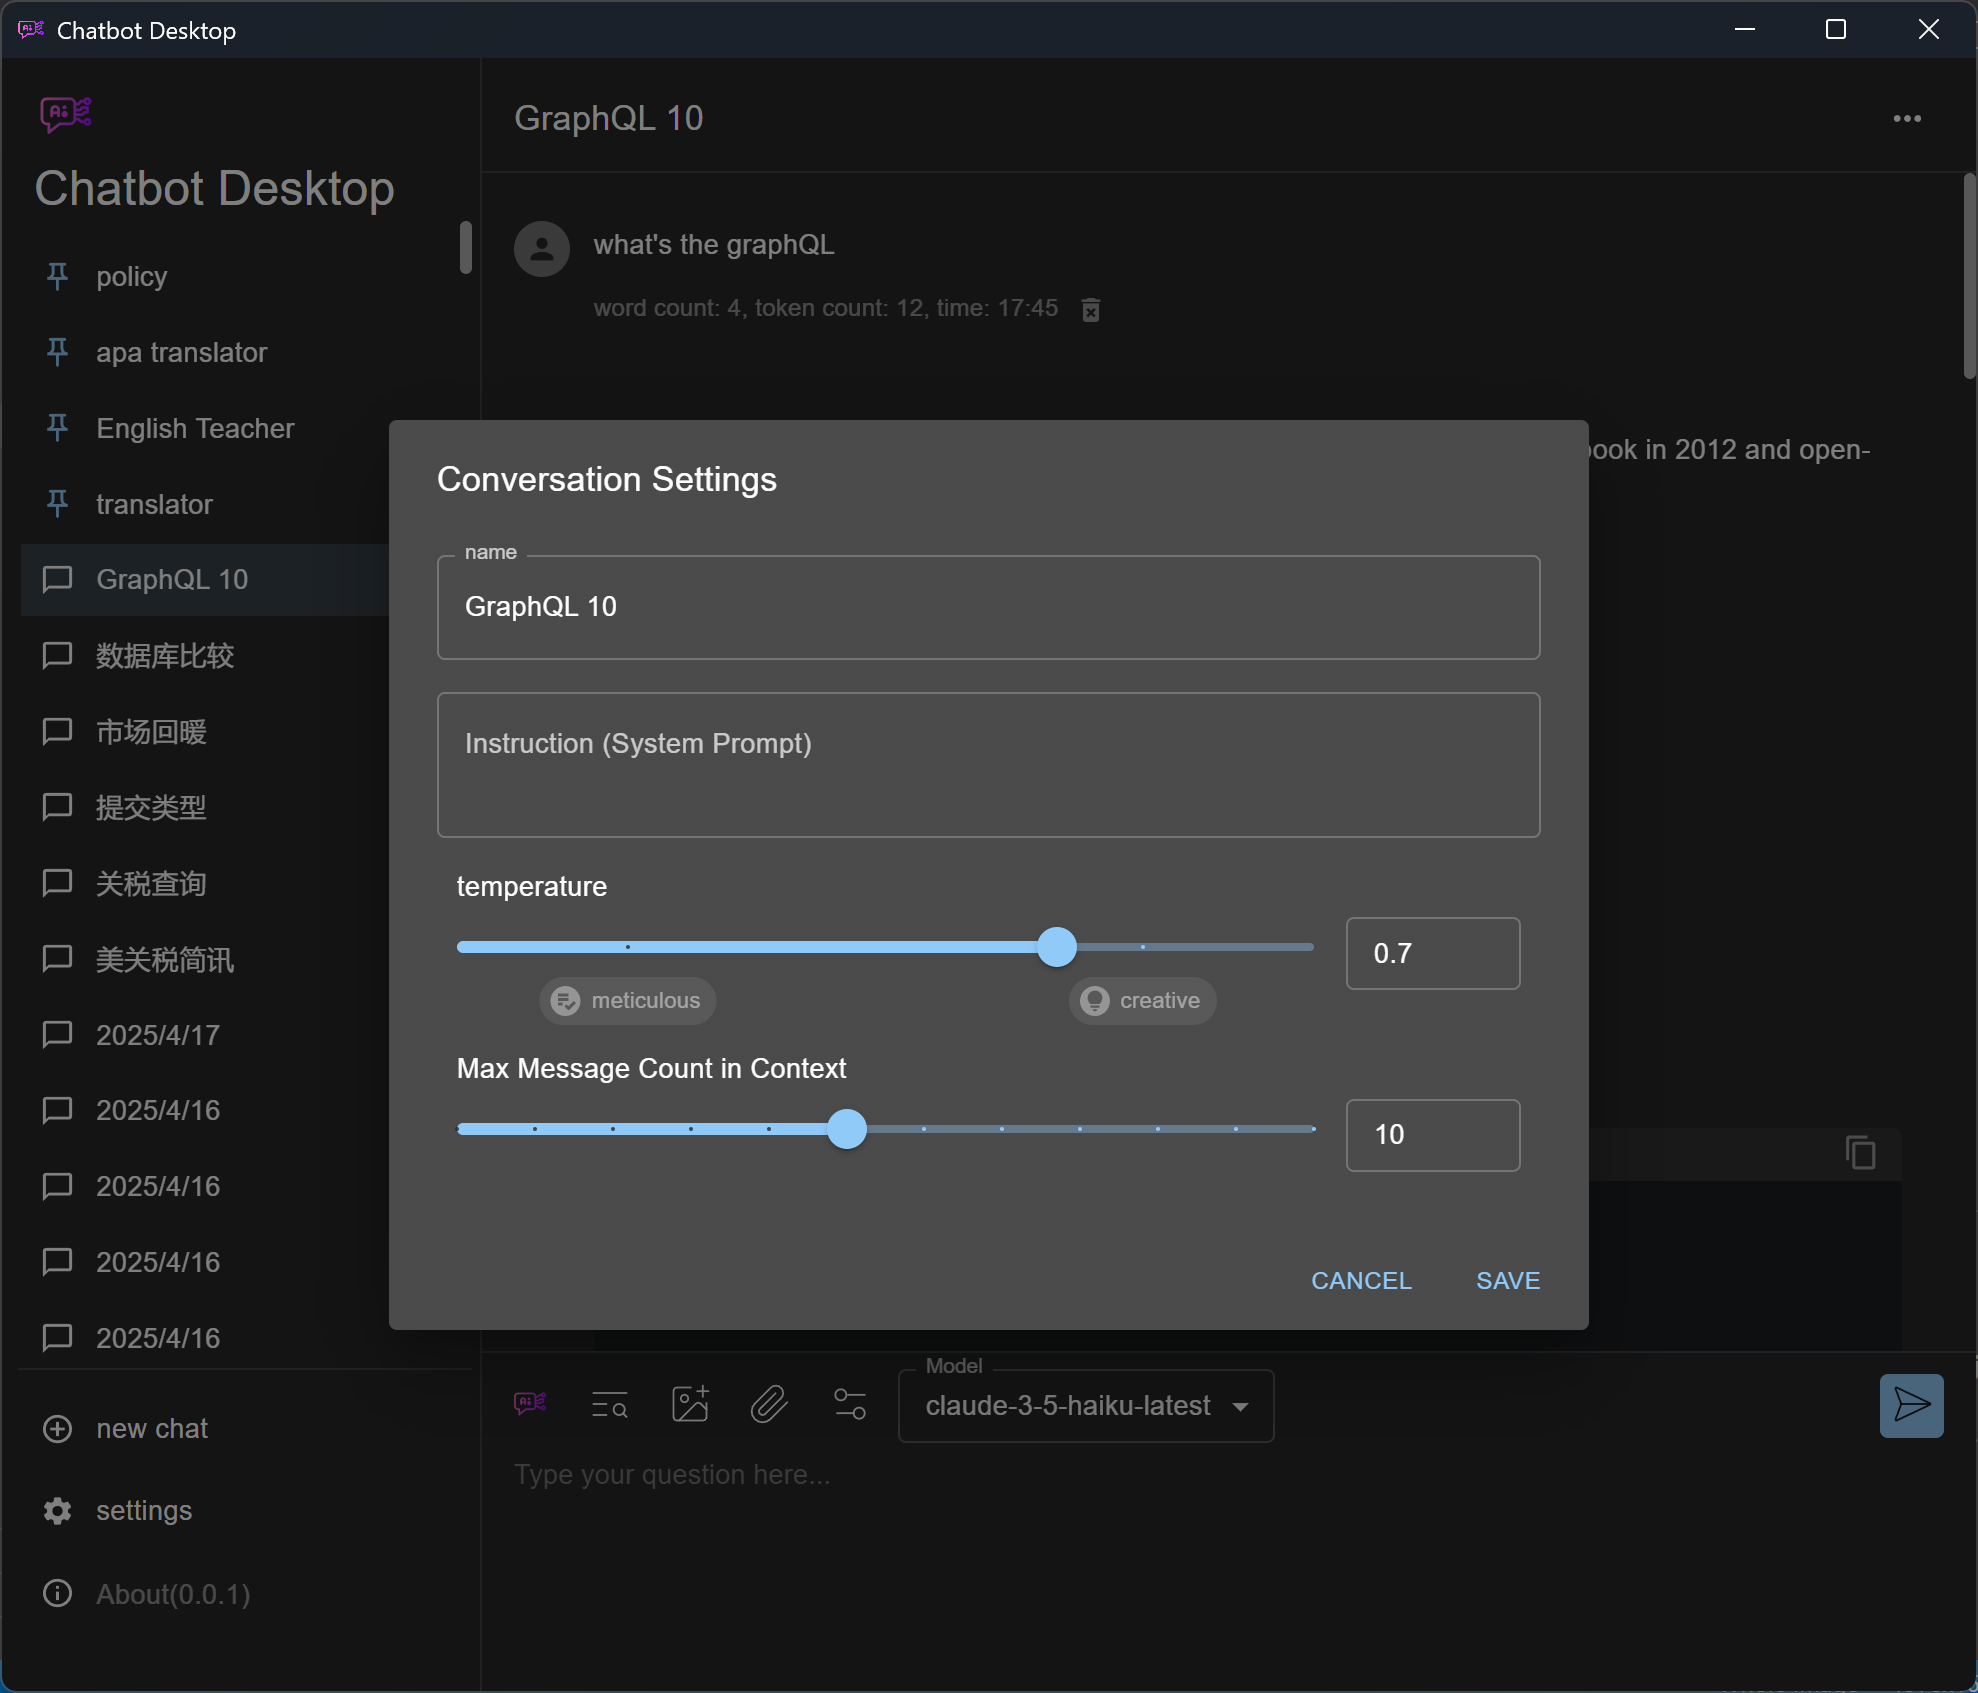 Chatbot Desktop
Chatbot Desktop
policy
apa translator
English Teacher
translator
GraphQL 10
数据库比较
市场回暖
提交类型
关税查询
美关税简讯
2025/4/17
2025/4/16
2025/4/16
2025/4/16
2025/4/16
new chat
settings
About(0.0.1)
GraphQL 10
what's the graphQL
word count: 4, token count: 12, time: 17:45
in 2012 and open-
Conversation Settings
name
GraphQL 10
Instruction (System Prompt)
temperature
0.7
meticulous
creative
Max Message Count in Context
10
CANCEL
SAVE
Model
claude-3-5-haiku-latest
Type your question here...